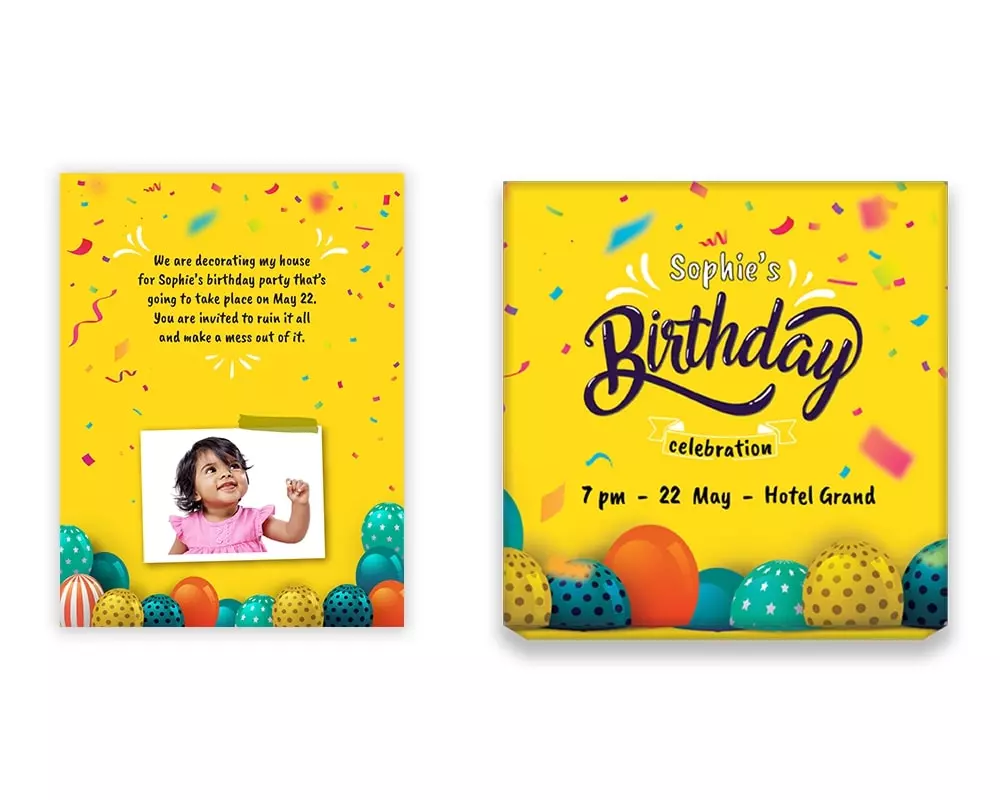 We are decorating my house
for Sophie's birthday party that's
going to take place on May 22.
You are invited to ruin it all
and make a mess out of it.
Sophie's
Birthday
celebration
7 pm - 22 May - Hotel Grand